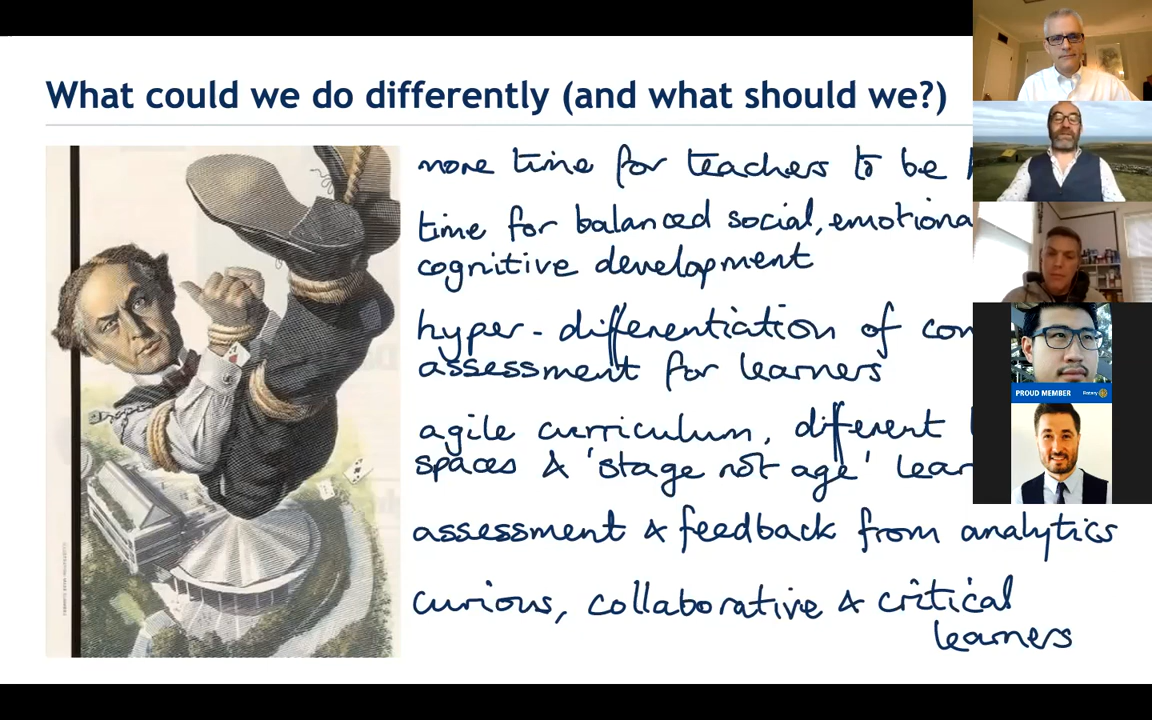 What could we do differently (and what should we?)
more time for teachers to be
time for balanced social, emotiona
cognitive development
hyper-differentiation of con
assessment for learners
agile curriculum, different
spaces & 'stage not age' lear
assessment & feedback from analytics
curious, collaborative & critical
learners
PROUD MEMBER
Rotary